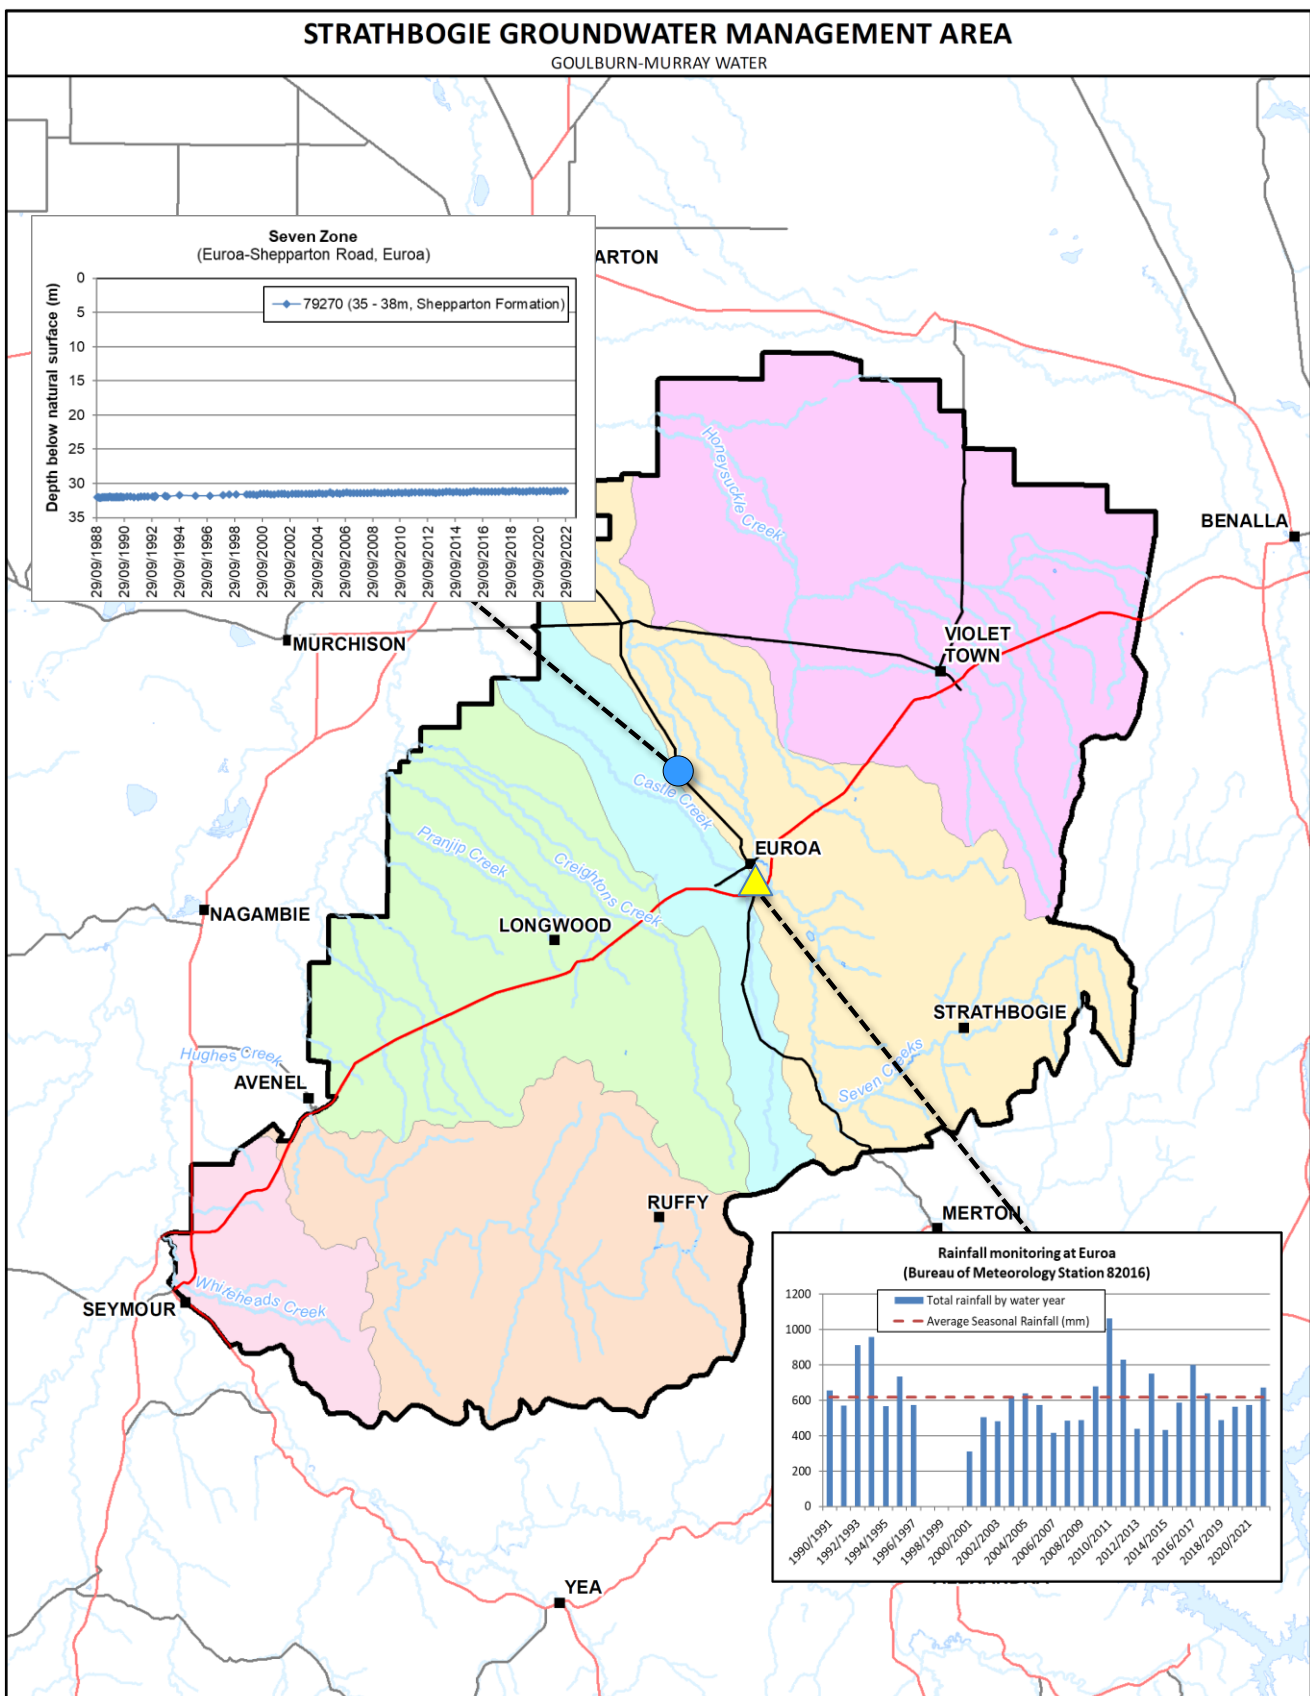 STRATHBOGIE GROUNDWATER MANAGEMENT AREA
GOULBURN-MURRAY WATER
Seven Zone
(Euroa-Shepparton Road, Euroa)
Depth below natural surface (m)
0
5
10
15
20
25
30
35
79270 (35 - 38m, Shepparton Formation)
29/09/1988
29/09/1990
29/09/1992
29/09/1994
29/09/1996
29/09/1998
29/09/2000
29/09/2002
29/09/2004
29/09/2006
29/09/2008
29/09/2010
29/09/2012
29/09/2014
29/09/2016
29/09/2018
29/09/2020
29/09/2022
ARTON
Honeysuckle Creek
BENALLA
MURCHISON
VIOLET
TOWN
Castle Creek
Pranjip Creek
Creightons Creek
EUROA
NAGAMBIE
LONGWOOD
STRATHBOGIE
Hughes Creek
AVENEL
Seven Creeks
RUFFY
MERTON
Whiteheads Creek
SEYMOUR
YEA
Rainfall monitoring at Euroa
(Bureau of Meteorology Station 82016)
Total rainfall by water year
Average Seasonal Rainfall (mm)
1200
1000
800
600
400
200
0
1990/1991
1992/1993
1994/1995
1996/1997
1998/1999
2000/2001
2002/2003
2004/2005
2006/2007
2008/2009
2010/2011
2012/2013
2014/2015
2016/2017
2018/2019
2020/2021